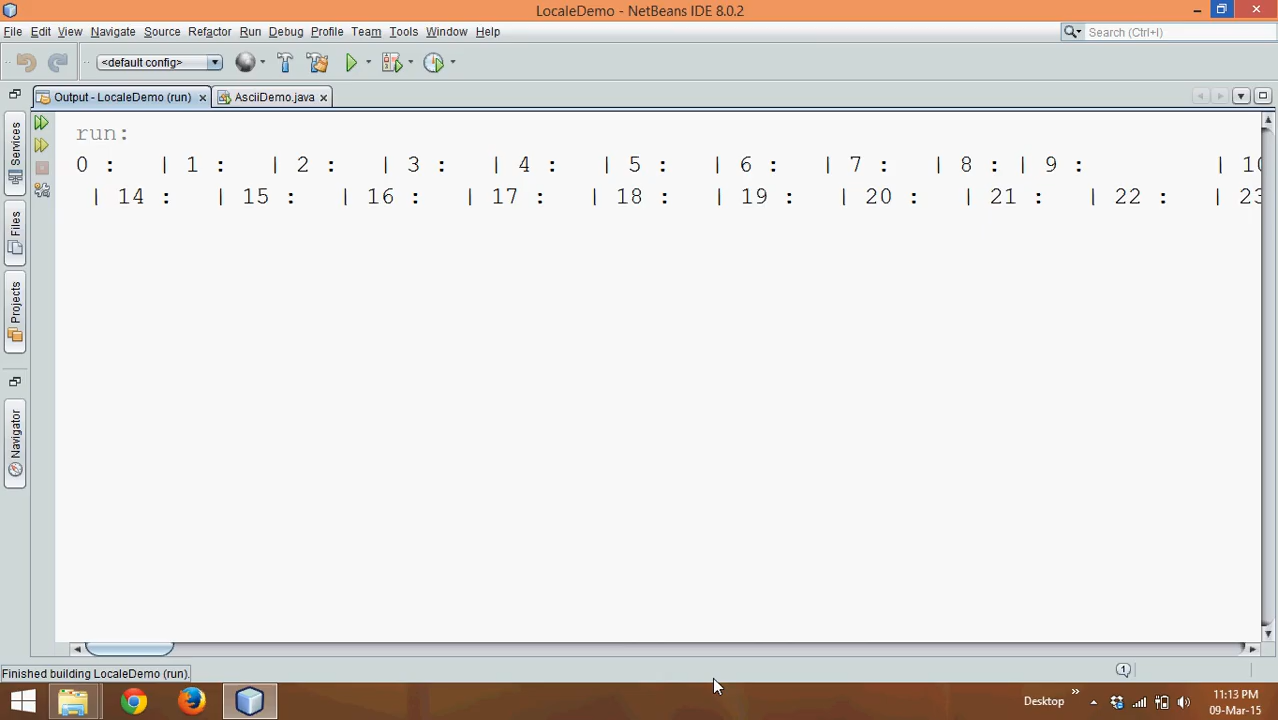 LocaleDemo - NetBeans IDE 8.0.2
File Edit View Navigate Source Refactor Run Debug Profile Team Tools Window Help
Search (Ctrl+I)
<default config>
Output - LocaleDemo (run)
AsciiDemo.java
Services
Files
Projects
Navigator
run:
0 : | 1 : | 2 : | 3 : | 4 : | 5 : | 6 : | 7 : | 8 : | 9 : | 10
| 14 : | 15 : | 16 : | 17 : | 18 : | 19 : | 20 : | 21 : | 22 : | 23
Finished building LocaleDemo (run).
1
Desktop
11:13 PM
09-Mar-15